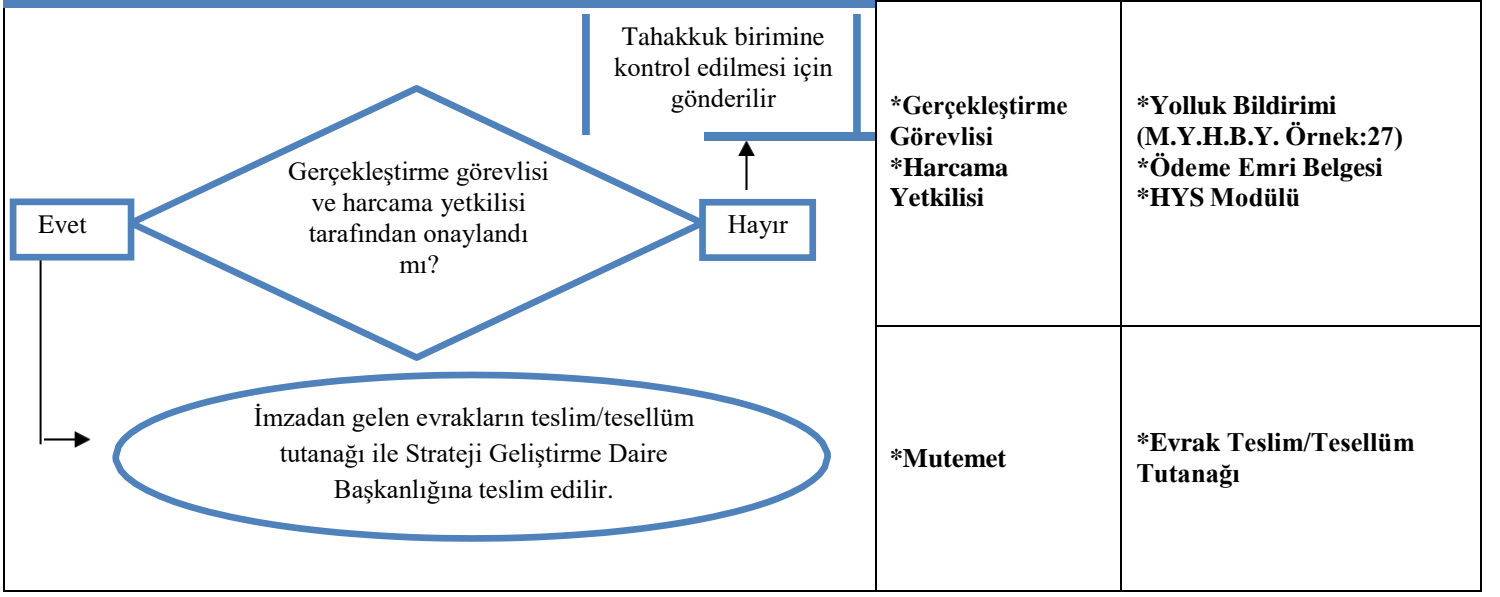 Tahakkuk birimine
kontrol edilmesi için
gönderilir
Gerçekleştirme görevlisi
ve harcama yetkilisi
tarafından onaylandı
mı?
Evet
Hayır
İmzadan gelen evrakların teslim/tesellüm
tutanağı ile Strateji Geliştirme Daire
Başkanlığına teslim edilir.
*Gerçekleştirme
Görevlisi
*Harcama
Yetkilisi
*Yolluk Bildirimi
(M.Y.H.B.Y. Örnek:27)
*Ödeme Emri Belgesi
*HYS Modülü
*Mutemet
*Evrak Teslim/Tesellüm
Tutanağı